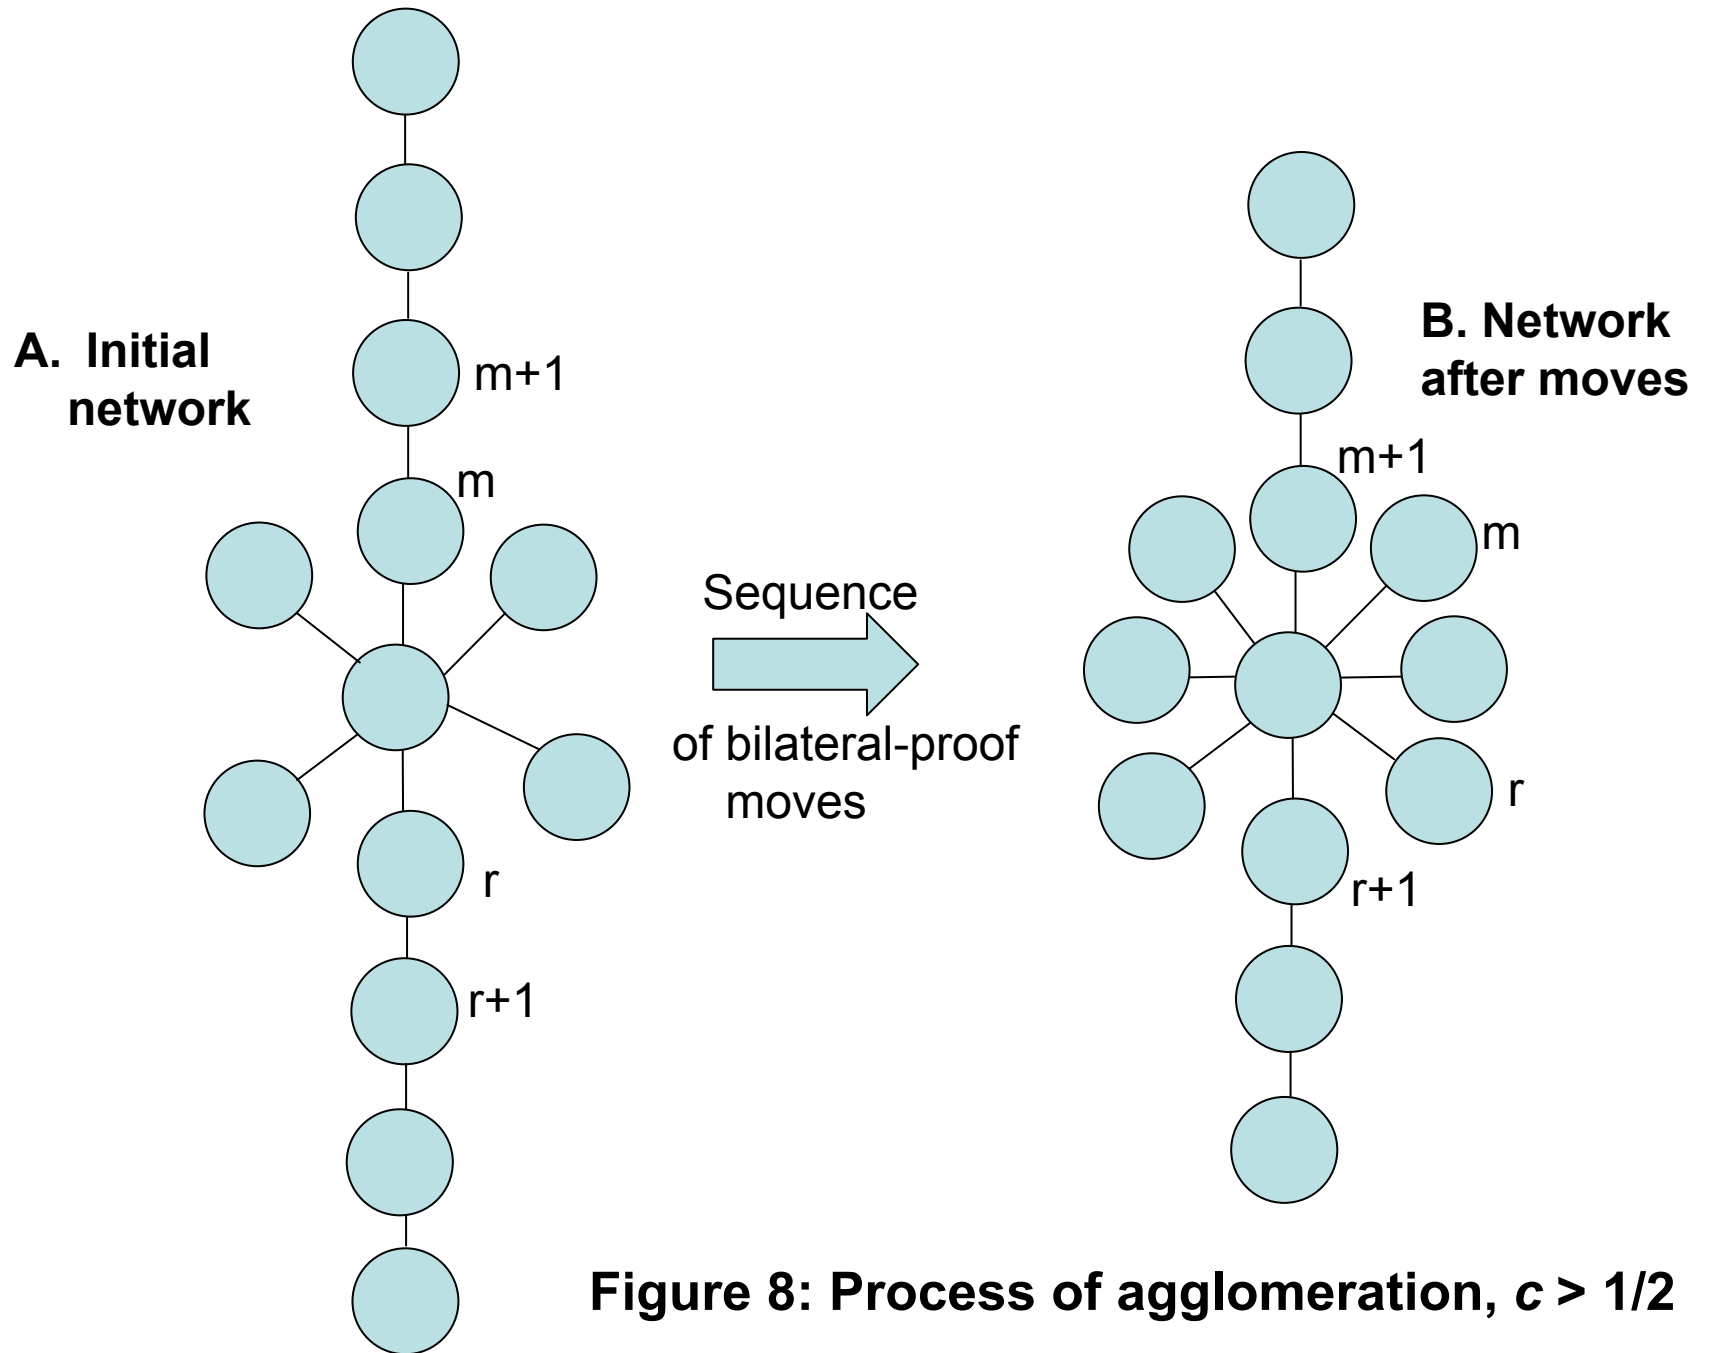 A. Initial
network
m+1
m
r
r+1
Sequence
of bilateral-proof
moves
B. Network
after moves
m+1
m
r
r+1
Figure 8: Process of agglomeration, c > 1/2